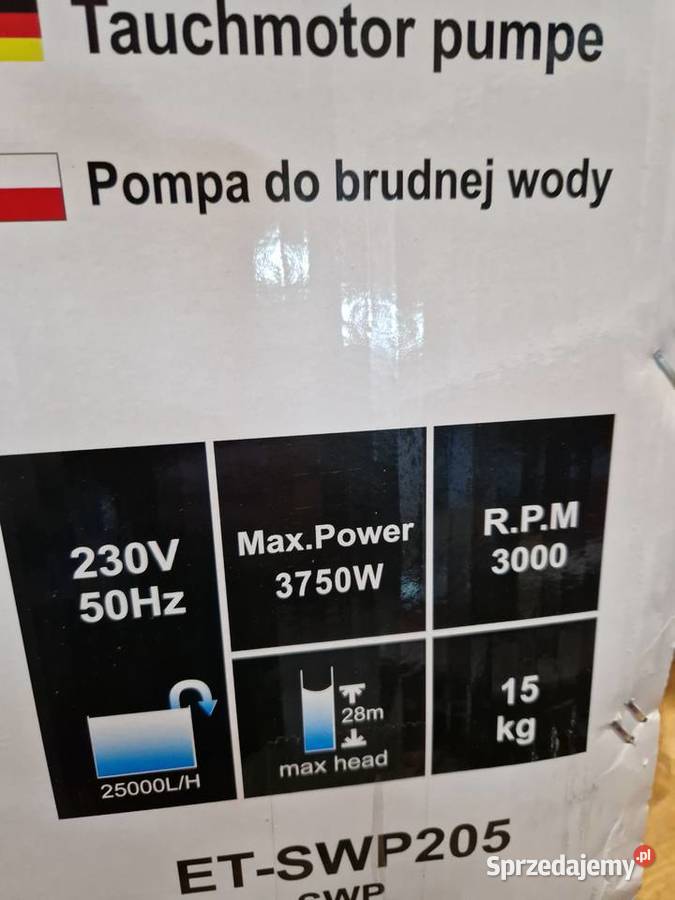 Tauchmotor pumpe
Pompa do brudnej wody
230V
50Hz
Max.Power
3750W
R.P.M
3000
25000L/H
28m
max head
15
kg
ET-SWP205
SWP
Sprzedajemy.pl